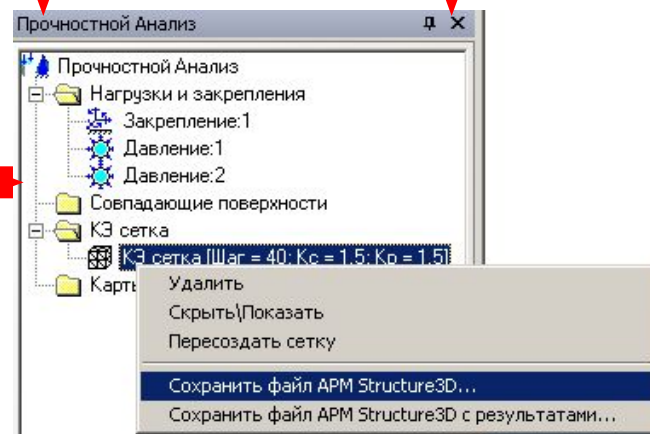 Прочностной Анализ
Прочностной Анализ
Нагрузки и закрепления
Закрепление:1
Давление:1
Давление:2
Совпадающие поверхности
КЭ сетка
КЭ сетка [Шаг = 40; Кс = 1.5; Кр = 1.5]
Удалить
Скрыть\Показать
Пересоздать сетку
Сохранить файл APM Structure3D...
Сохранить файл APM Structure3D с результатами...